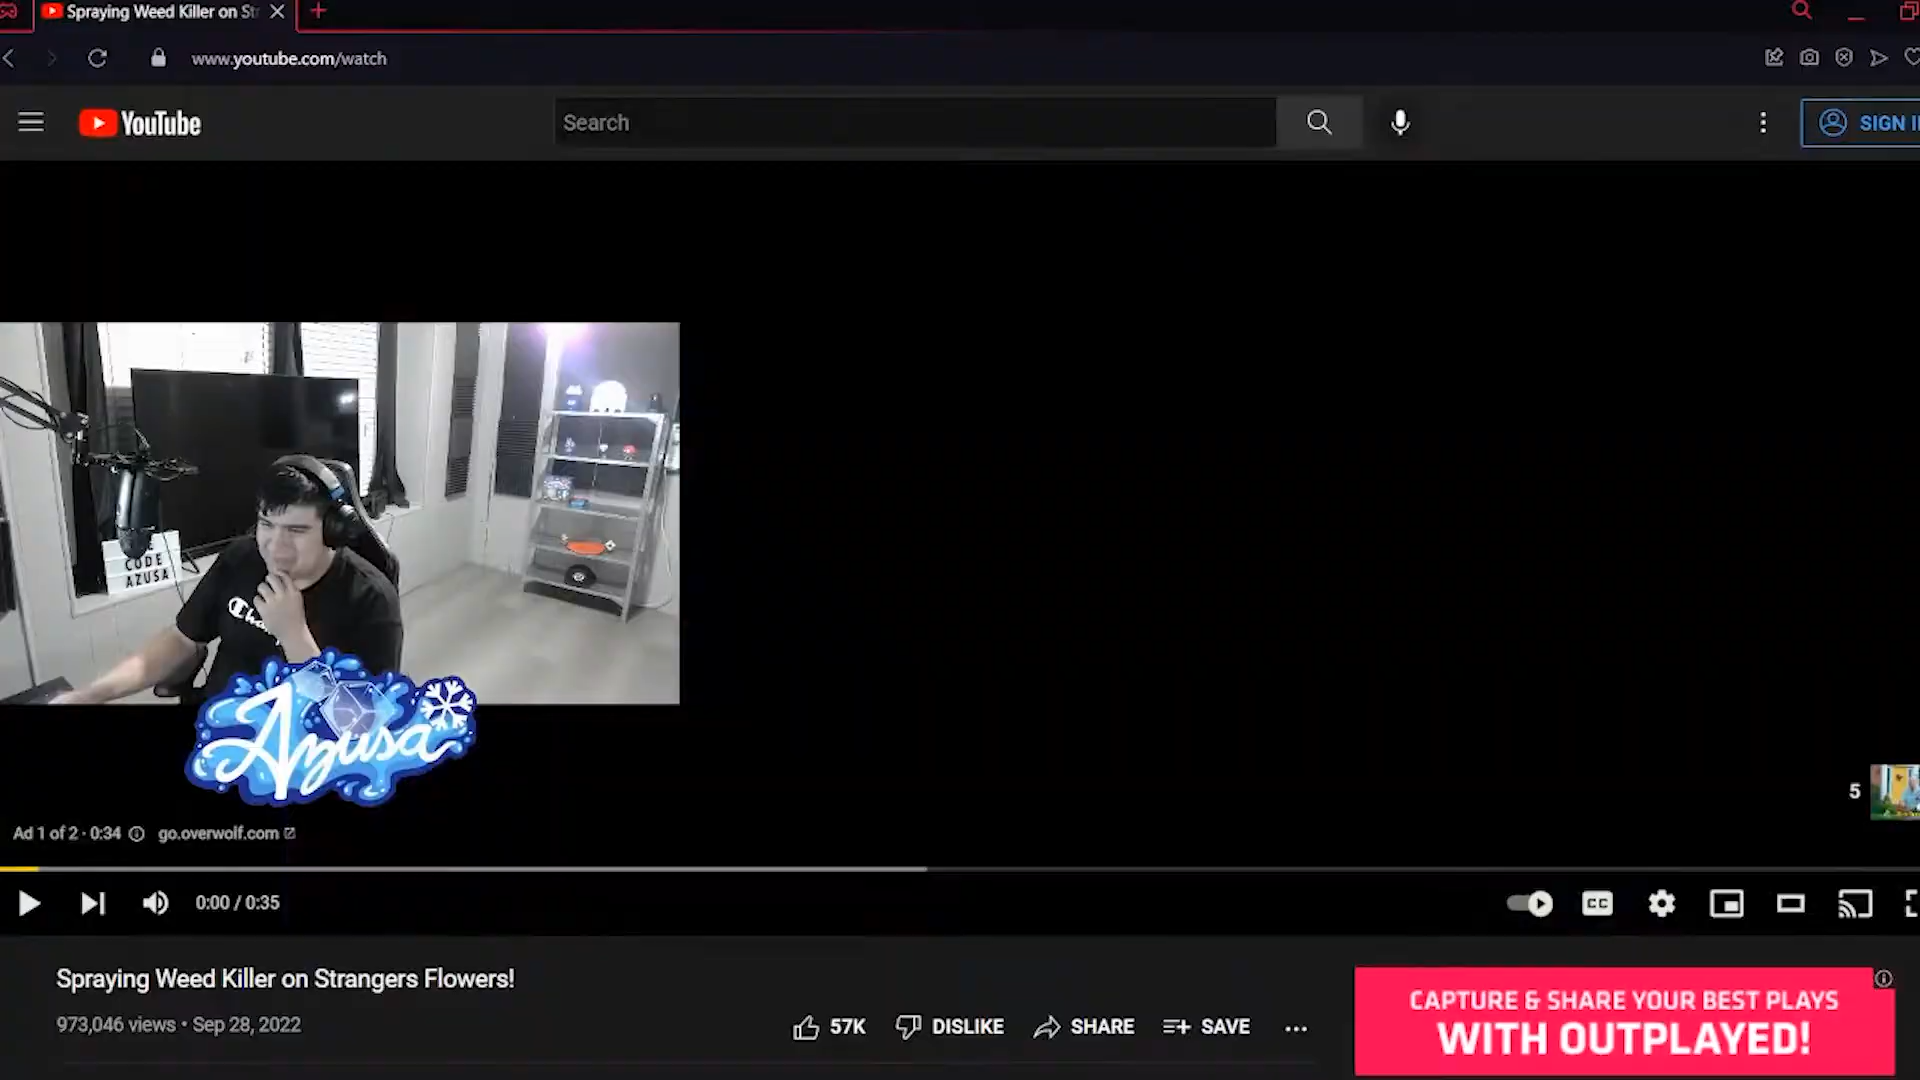 Spraying Weed Killer on St
www.youtube.com/watch
YouTube
Search
SIGN I
CODE
AZUSA
Cha
Azusa
5
Ad 1 of 2 · 0:34
go.overwolf.com
0:00 / 0:35
CC
Spraying Weed Killer on Strangers Flowers!
973,046 views • Sep 28, 2022
57K
DISLIKE
SHARE
SAVE
CAPTURE & SHARE YOUR BEST PLAYS
WITH OUTPLAYED!